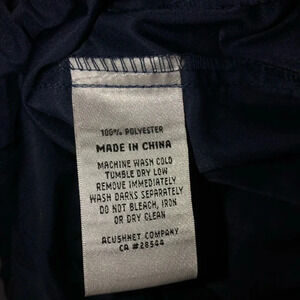 100% POLYESTER
MADE IN CHINA
MACHINE WASH COLD
TUMBLE DRY LOW
REMOVE IMMEDIATELY
WASH DARKS SEPARATELY
DO NOT BLEACH, IRON
OR DRY CLEAN
ACUSHNET COMPANY
CA #28544